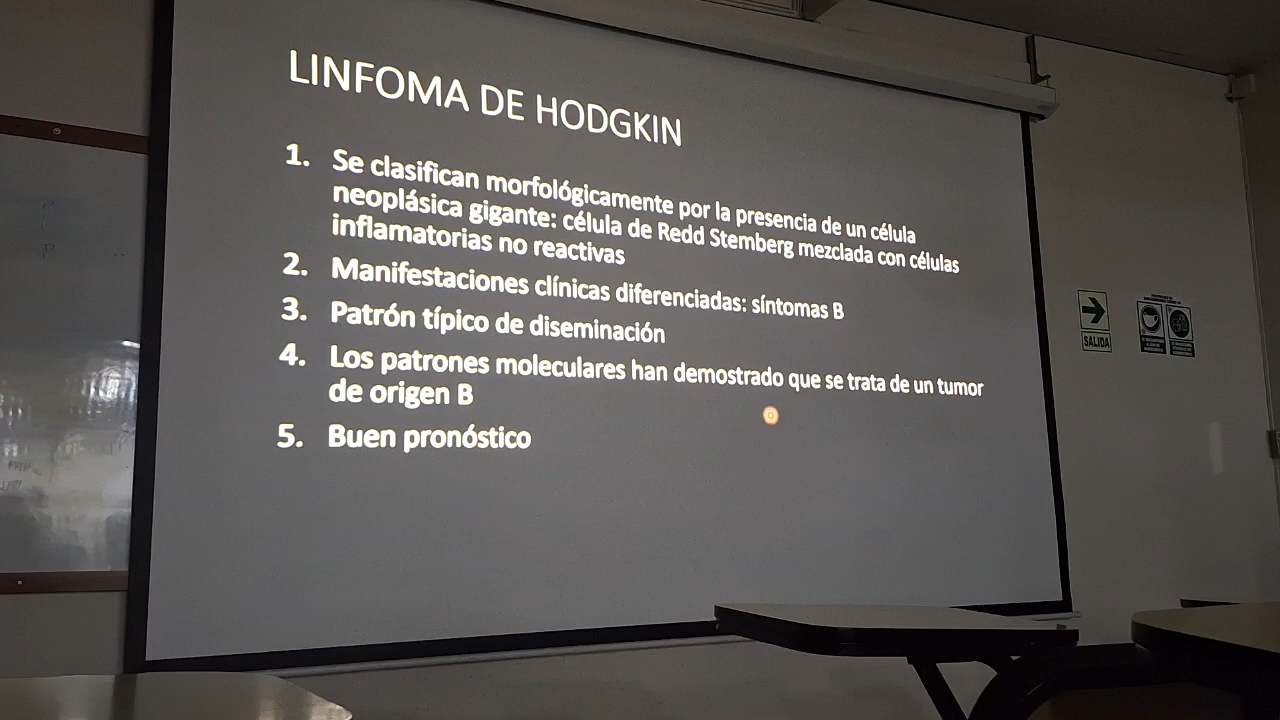 LINFOMA DE HODGKIN
1. Se clasifican morfológicamente por la presencia de un célula
neoplásica gigante: célula de Redd Stemberg mezclada con células
inflamatorias no reactivas
2. Manifestaciones clínicas diferenciadas: síntomas B
3. Patrón típico de diseminación
4. Los patrones moleculares han demostrado que se trata de un tumor
de origen B
5. Buen pronóstico
SALIDA